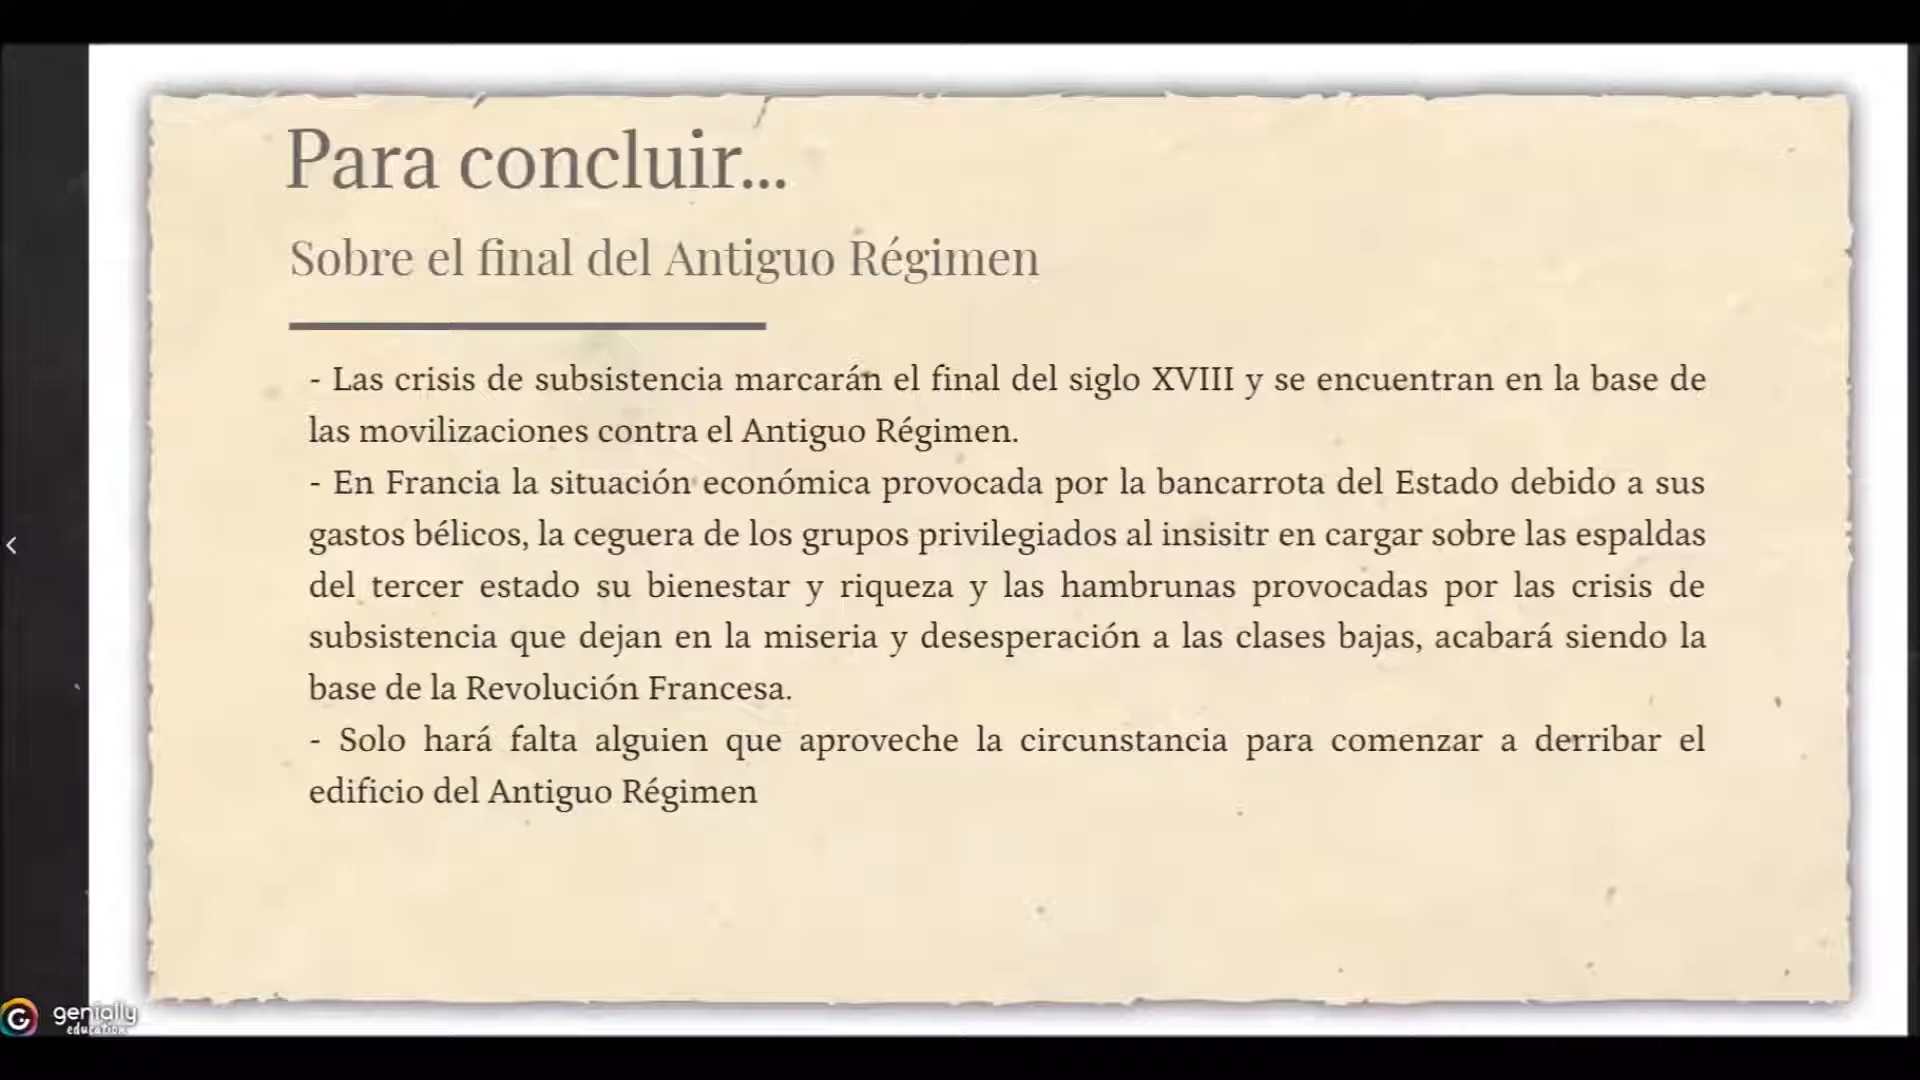 Para concluir...
Sobre el final del Antiguo Régimen
- Las crisis de subsistencia marcarán el final del siglo XVIII y se encuentran en la base de
las movilizaciones contra el Antiguo Régimen.
- En Francia la situación económica provocada por la bancarrota del Estado debido a sus
gastos bélicos, la ceguera de los grupos privilegiados al insisitr en cargar sobre las espaldas
del tercer estado su bienestar y riqueza y las hambrunas provocadas por las crisis de
subsistencia que dejan en la miseria y desesperación a las clases bajas, acabará siendo la
base de la Revolución Francesa.
- Solo hará falta alguien que aproveche la circunstancia para comenzar a derribar el
edificio del Antiguo Régimen
genially
education